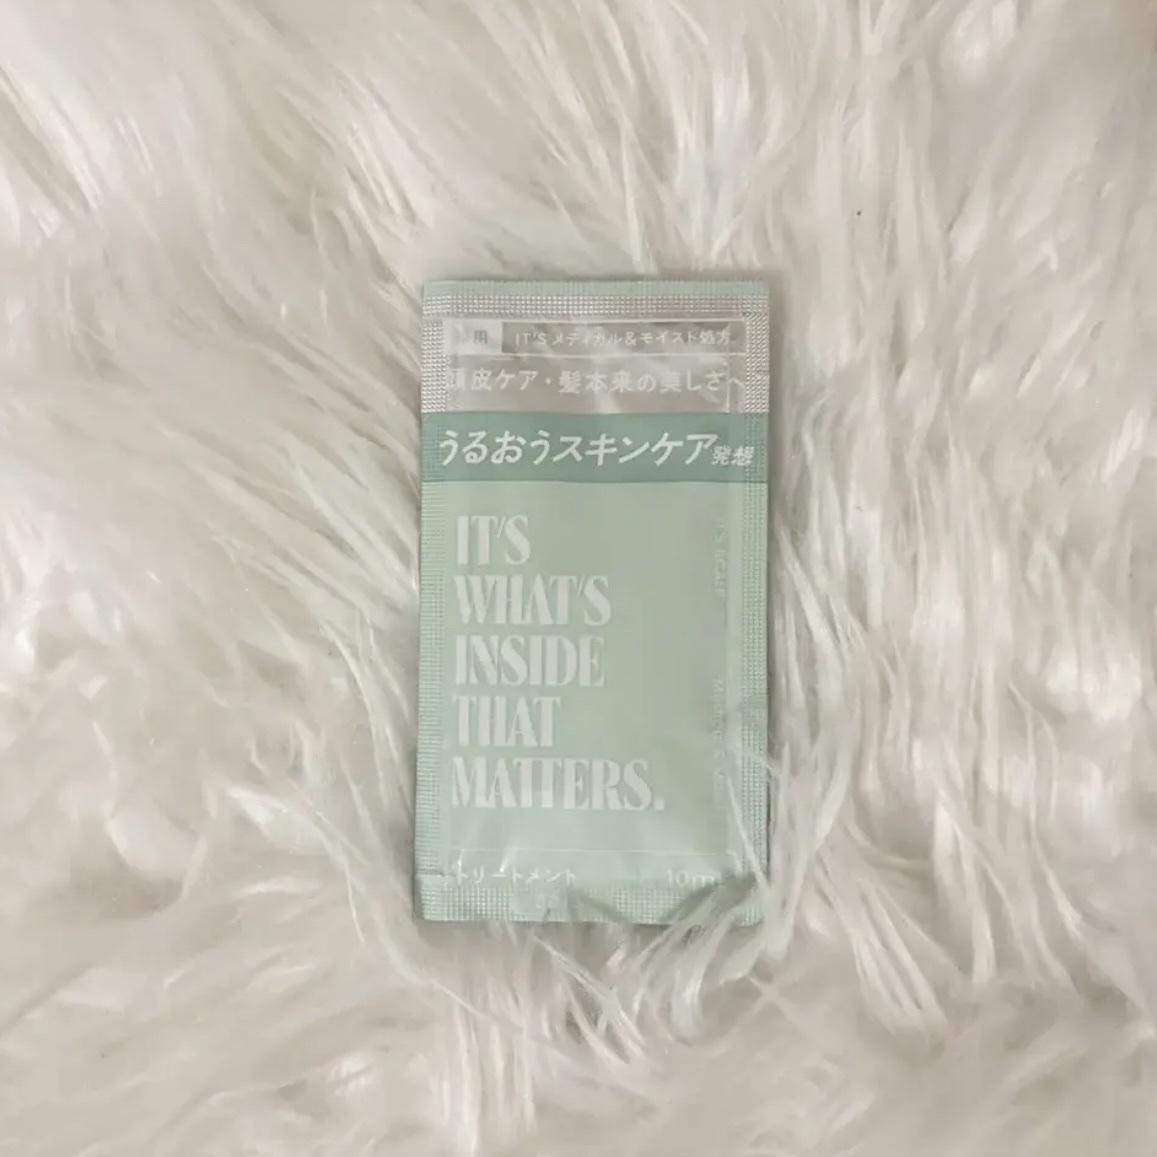 用 IT'S メディカル&モイスト処方
頭皮ケア・髪本来の美しさへ
うるおうスキンケア発想
IT'S
WHAT'S
INSIDE
THAT
MATTERS.
トリートメント 10ml